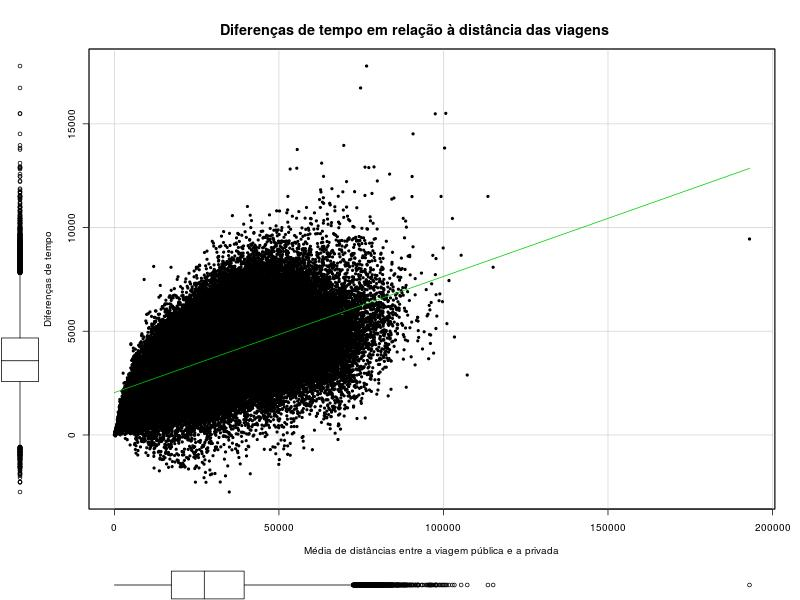 Diferenças de tempo em relação à distância das viagens
15000
10000
5000
0
Diferenças de tempo
0 50000 100000 150000 200000
Média de distâncias entre a viagem pública e a privada